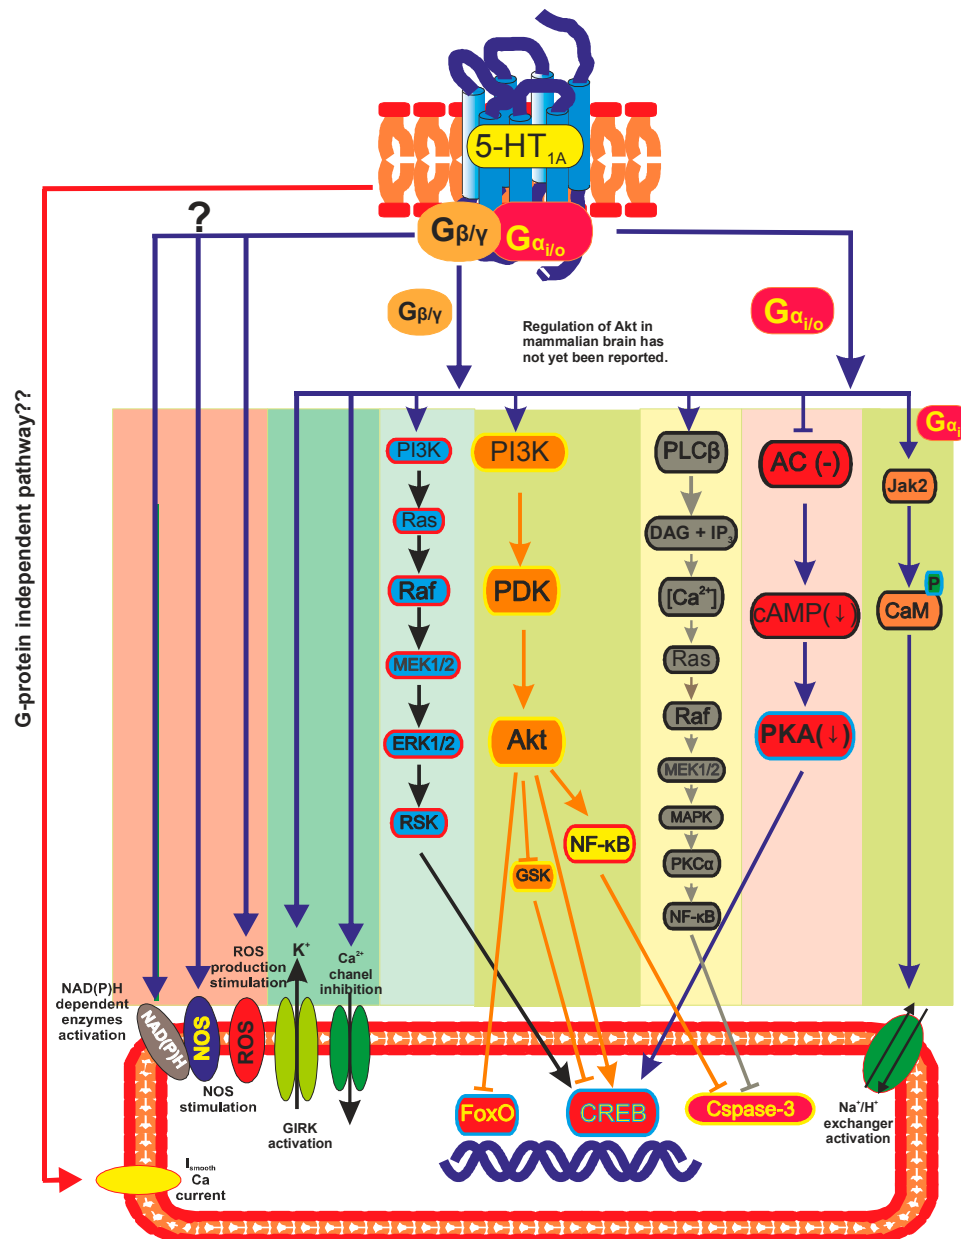 5-HT1A
?
Gβ/γ
Gαi/o
Gβ/γ
Regulation of Akt in
mammalian brain has
not yet been reported.
Gαi/o
G-protein independent pathway??
Gαi
PI3K
Ras
Raf
MEK1/2
ERK1/2
RSK
PI3K
PDK
Akt
NF-κB
GSK
PLCβ
DAG + IP3
[Ca2+]
Ras
Raf
MEK1/2
MAPK
PKCα
NF-κB
AC (-)
cAMP(↓)
PKA(↓)
Jak2
P
CaM
ROS
production
stimulation
K+
Ca2+
chanel
inhibition
NAD(P)H
dependent
enzymes
activation
NAD(P)H
NOS
ROS
NOS
stimulation
GIRK
activation
FoxO
CREB
Cspase-3
Na+/H+
exchanger
activation
Ismooth
Ca
current